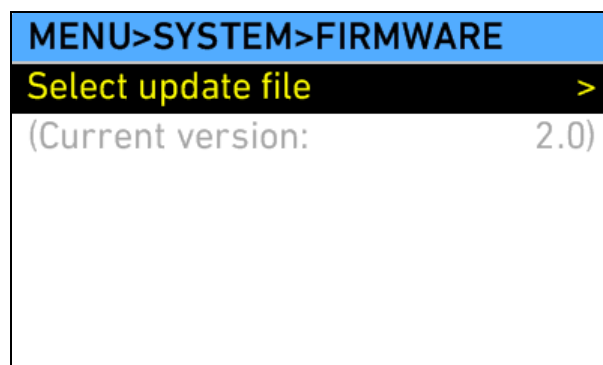 MENU>SYSTEM>FIRMWARE
Select update file >
(Current version: 2.0)